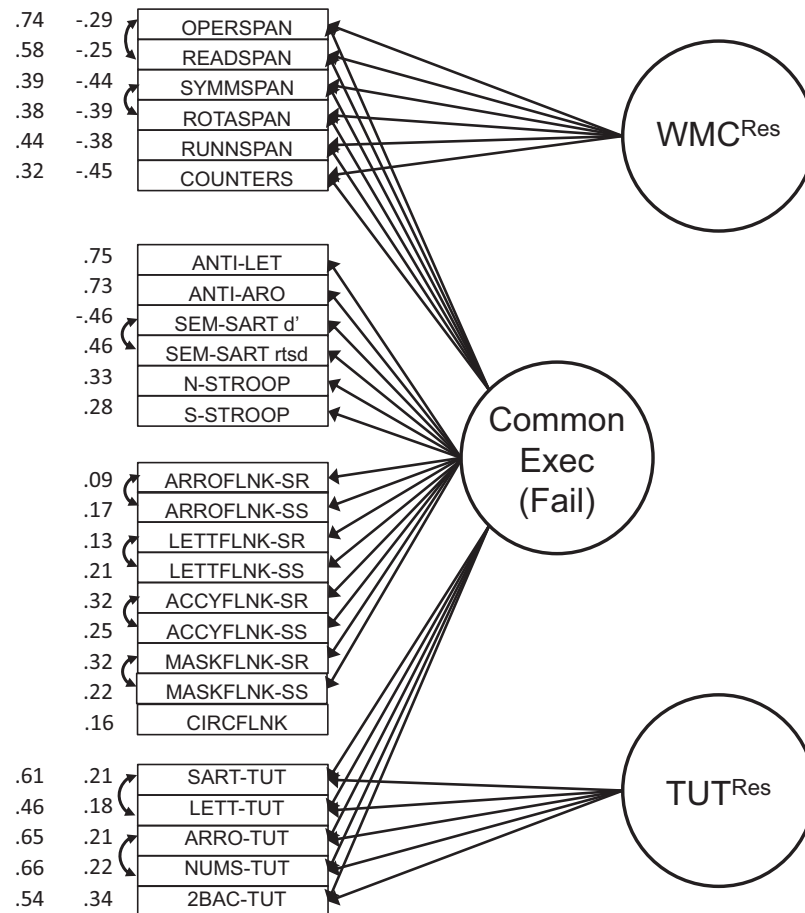 .74 -.29 OPERSPAN
.58 -.25 READSPAN
.39 -.44 SYMMSPAN
.38 -.39 ROTASPAN
.44 -.38 RUNNSPAN
.32 -.45 COUNTERS
WMCRes
.75 ANTI-LET
.73 ANTI-ARO
-.46 SEM-SART d'
.46 SEM-SART rtsd
.33 N-STROOP
.28 S-STROOP
Common
Exec
(Fail)
.09 ARROFLNK-SR
.17 ARROFLNK-SS
.13 LETTFLNK-SR
.21 LETTFLNK-SS
.32 ACCYFLNK-SR
.25 ACCYFLNK-SS
.32 MASKFLNK-SR
.22 MASKFLNK-SS
.16 CIRCFLNK
.61 .21 SART-TUT
.46 .18 LETT-TUT
.65 .21 ARRO-TUT
.66 .22 NUMS-TUT
.54 .34 2BAC-TUT
TUTRes